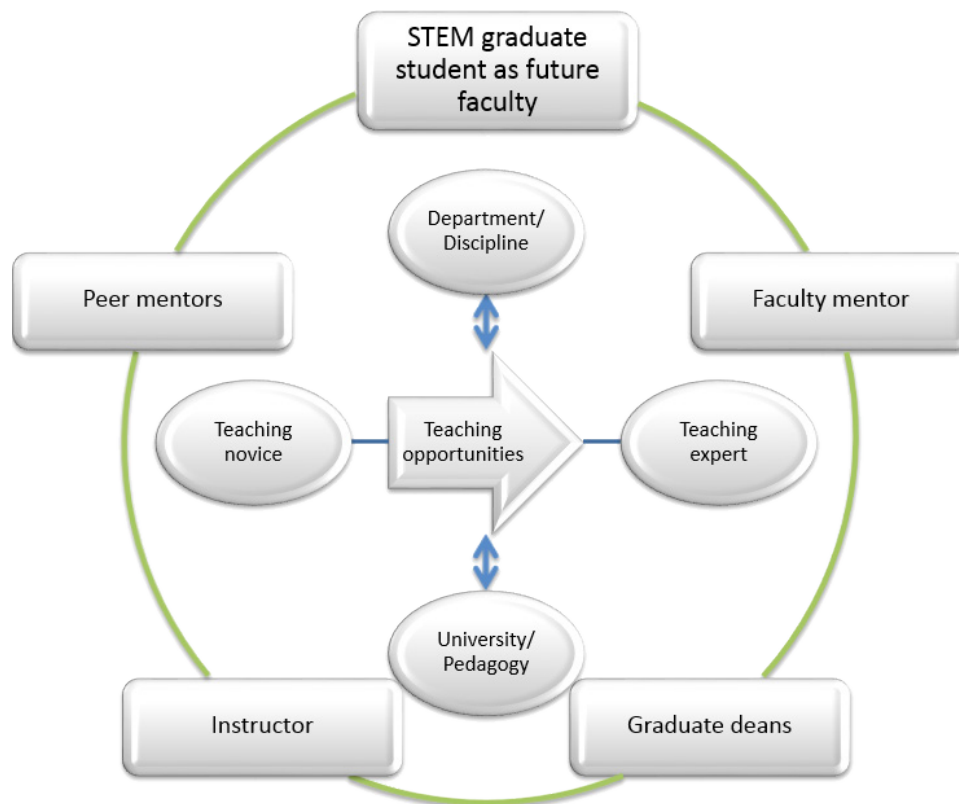 STEM graduate
student as future
faculty
Department/
Discipline
Peer mentors
Faculty mentor
Teaching
novice
Teaching
opportunities
Teaching
expert
University/
Pedagogy
Instructor
Graduate deans